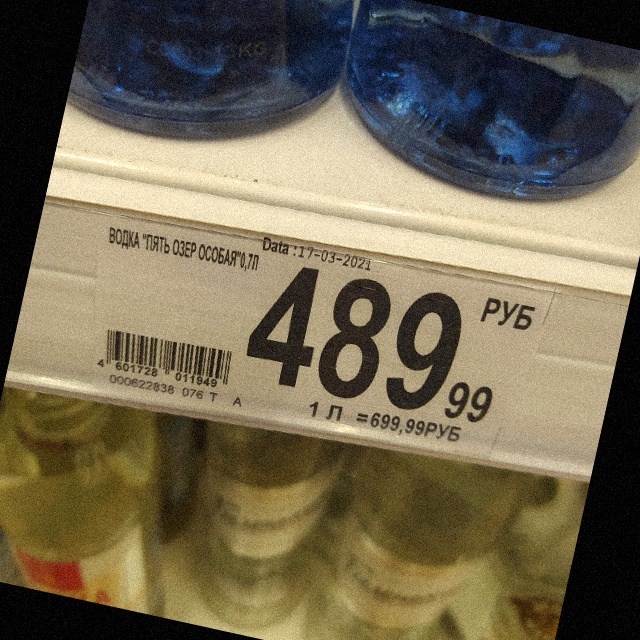 ВОДКА "ПЯТЬ ОЗЕР ОСОБАЯ"0,7Л
Data :17-03-2021
489 99 РУБ
4 601728 011949
000622838 076 Т А
1 Л =699,99РУБ